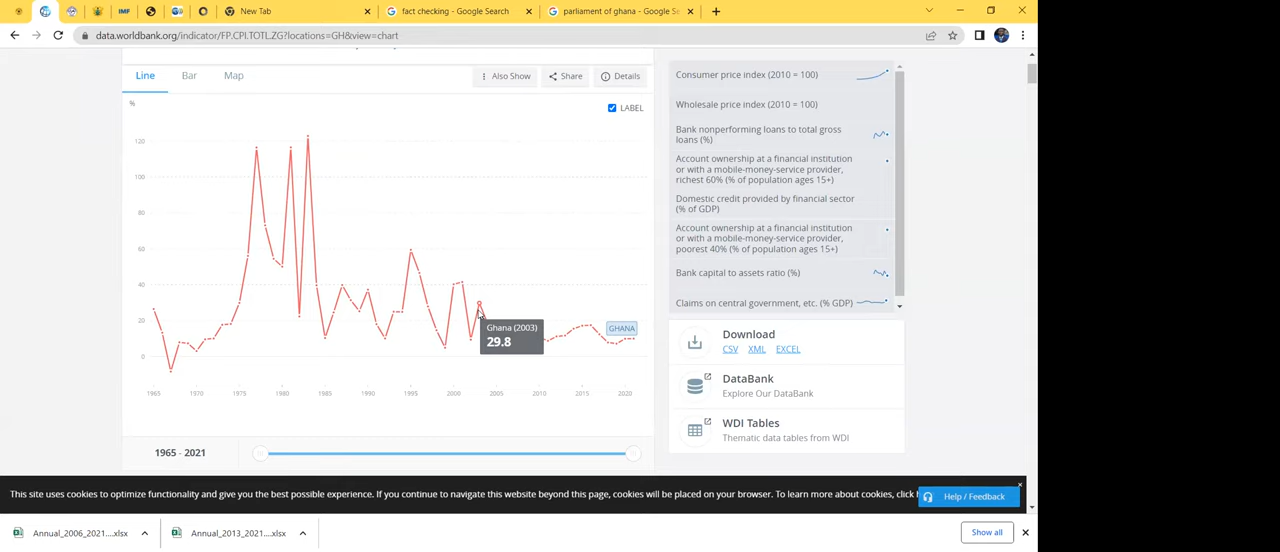 IMF
New Tab
fact checking - Google Search
parliament of ghana - Google Se
data.worldbank.org/indicator/FP.CPI.TOTL.ZG?locations=GH&view=chart
Line
Bar
Map
Also Show
Share
Details
%
LABEL
120
100
80
60
40
20
0
GHANA
Ghana (2003)
29.8
1965
1970
1975
1980
1985
1990
1995
2000
2005
2010
2015
2020
1965 - 2021
Consumer price index (2010 = 100)
Wholesale price index (2010 = 100)
Bank nonperforming loans to total gross
loans (%)
Account ownership at a financial institution
or with a mobile-money-service provider,
richest 60% (% of population ages 15+)
Domestic credit provided by financial sector
(% of GDP)
Account ownership at a financial institution
or with a mobile-money-service provider,
poorest 40% (% of population ages 15+)
Bank capital to assets ratio (%)
Claims on central government, etc. (% GDP)
Download
CSV XML EXCEL
DataBank
Explore Our DataBank
WDI Tables
Thematic data tables from WDI
This site uses cookies to optimize functionality and give you the best possible experience. If you continue to navigate this website beyond this page, cookies will be placed on your browser. To learn more about cookies, click
Help / Feedback
Annual_2006_2021....xlsx
Annual_2013_2021....xlsx
Show all